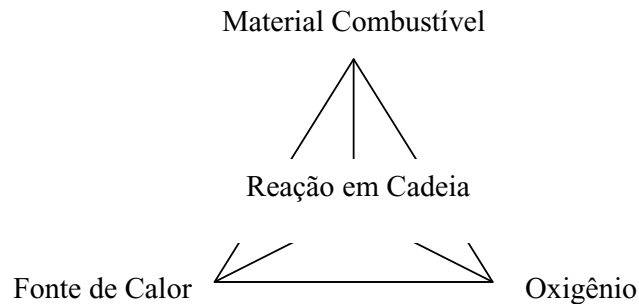 Material Combustível
Reação em Cadeia
Fonte de Calor
Oxigênio